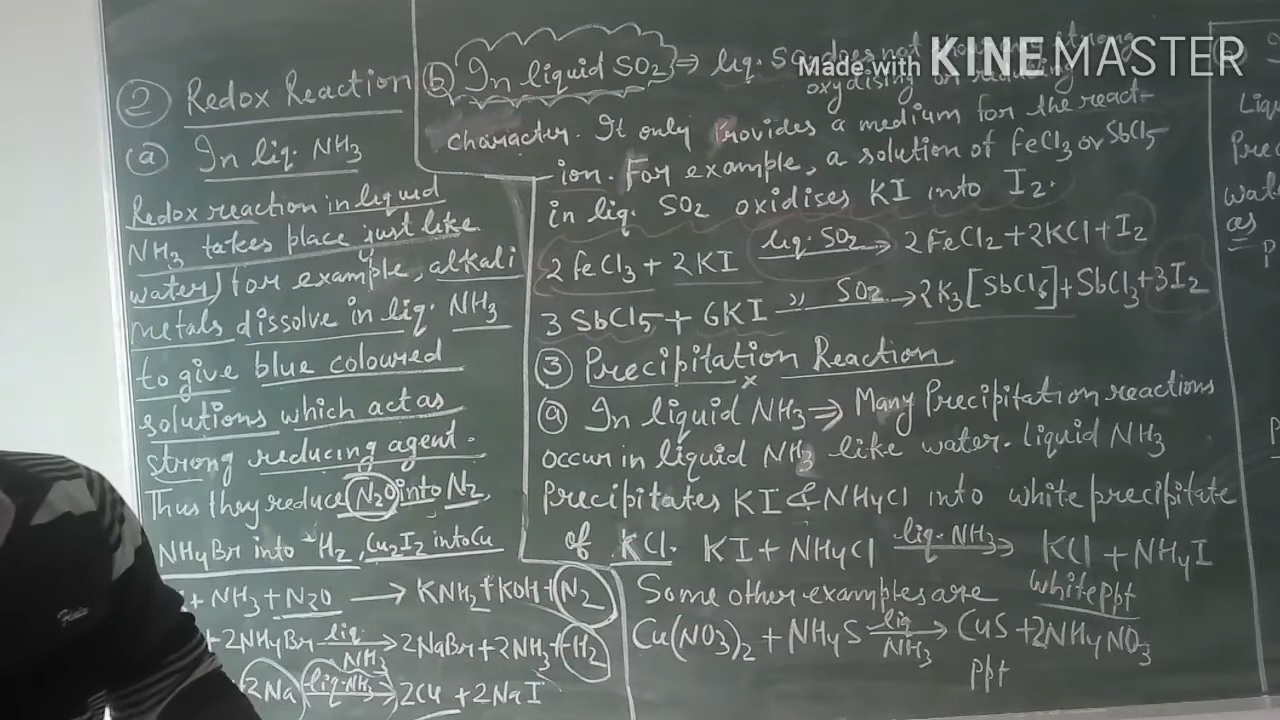 Made with KINEMASTER
② Redox Reaction
ⓐ In liq. NH3
Redox reaction in liquid
NH3 takes place just like
water) for example, alkali
metals dissolve in liq. NH3
to give blue coloured
solutions which act as
strong reducing agent.
Thus they reduce N2O into N2,
NH4Br into H2, Cu2I2 into Cu
+ NH3 + N2O → KNH2 + KOH + N2
+ 2NH4Br liq NH3 → 2NaBr + 2NH3 + H2
2Na liq. NH3 → 2Cu + 2NaI
ⓑ In liquid SO2 ⇒ liq. SO2 does not strong
oxydising or reducing
character. It only Provides a medium for the react-
ion. For example, a solution of FeCl3 or SbCl5
in liq. SO2 oxidises KI into I2.
2FeCl3 + 2KI liq. SO2 → 2FeCl2 + 2KCl + I2
3SbCl5 + 6KI ,, SO2 → 2K3[SbCl6] + SbCl3 + 3I2
③ Precipitation Reaction
ⓐ In liquid NH3 ⇒ Many Precipitation reactions
occur in liquid NH3 like water. liquid NH3
Precipitates KI & NH4Cl into white precipitate
of KCl. KI + NH4Cl liq. NH3 → KCl + NH4I
white ppt
Some other examples are
Cu(NO3)2 + NH4S liq NH3 → CuS + 2NH4NO3
ppt
Liqu
Prec
wat
as
P